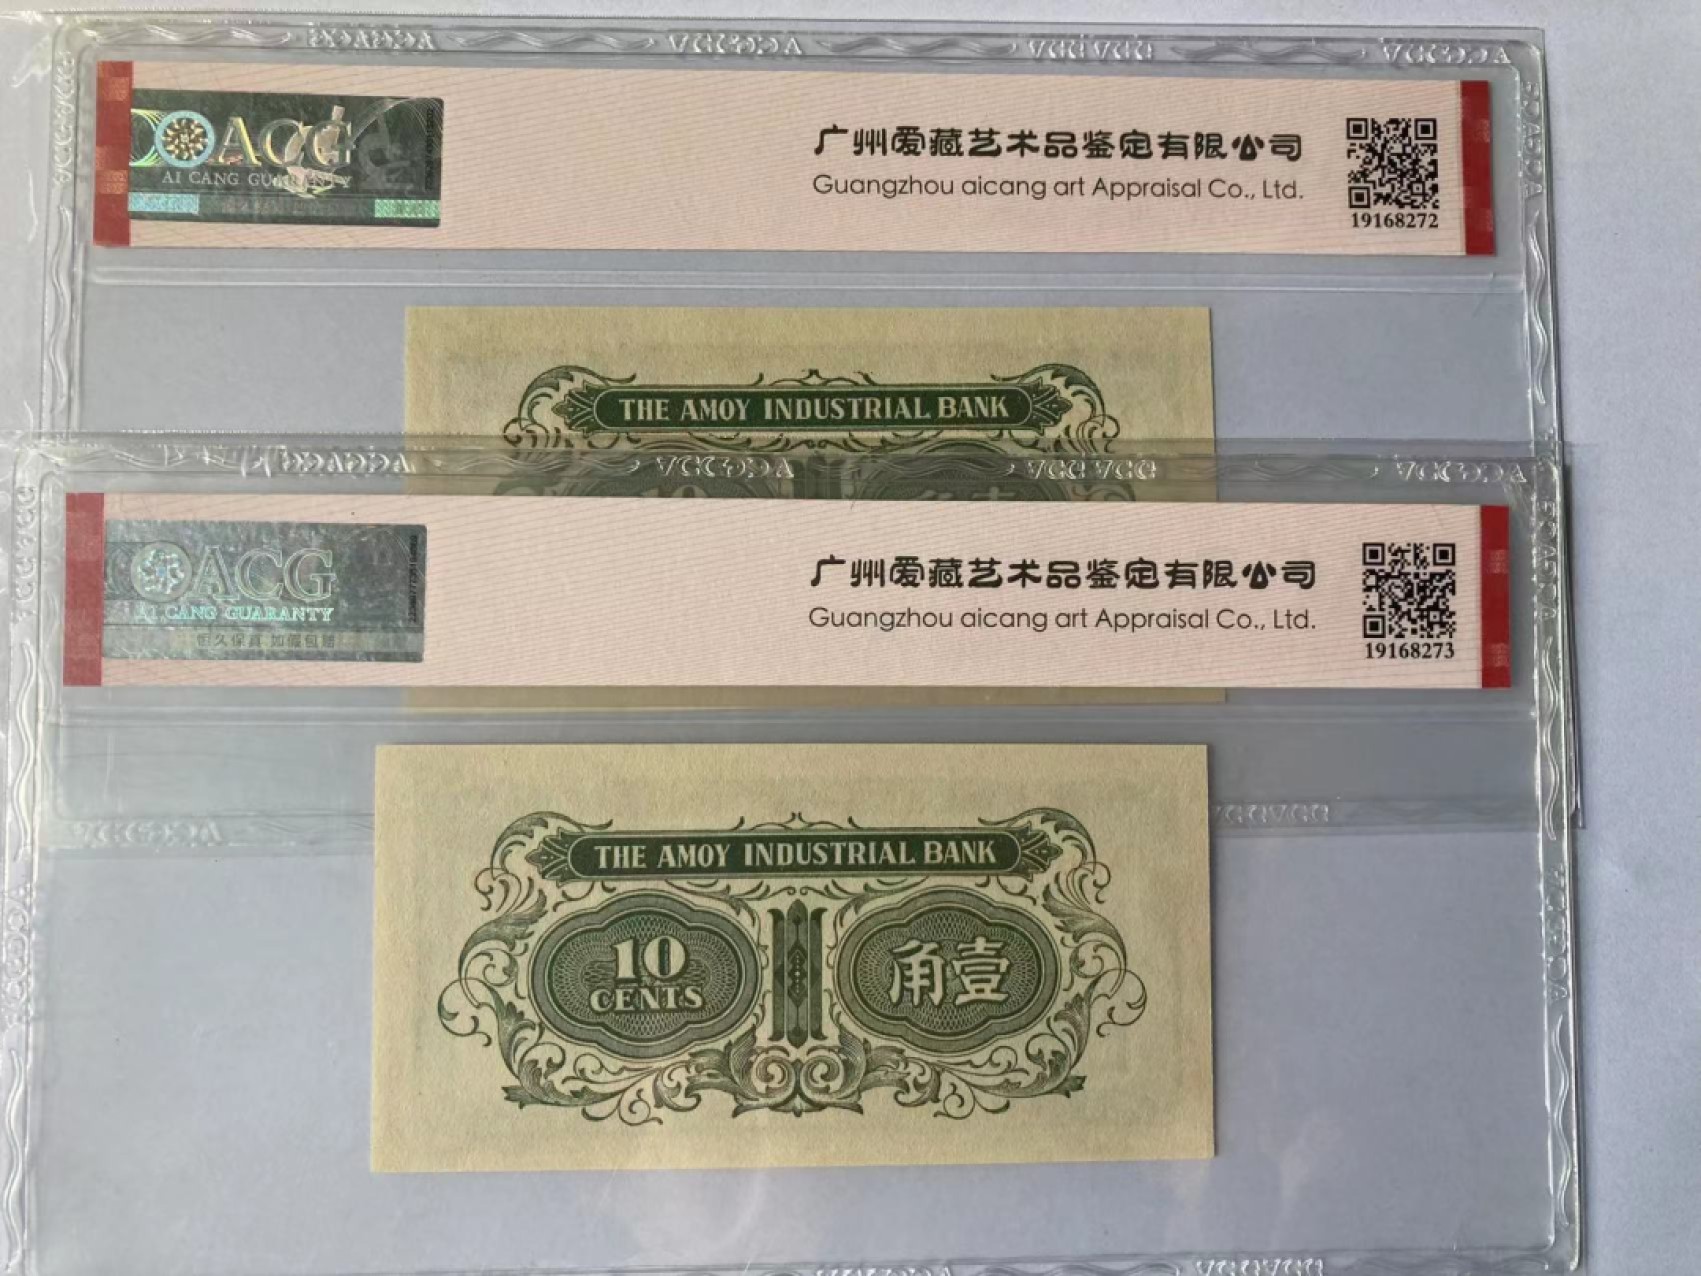 ACG
AI CANG GUARANTY
广州爱藏艺术品鉴定有限公司
Guangzhou aicang art Appraisal Co., Ltd.
19168272
THE AMOY INDUSTRIAL BANK
ACG
AI CANG GUARANTY
恒久保真 如假包赔
广州爱藏艺术品鉴定有限公司
Guangzhou aicang art Appraisal Co., Ltd.
19168273
THE AMOY INDUSTRIAL BANK
10 角壹
CENTS